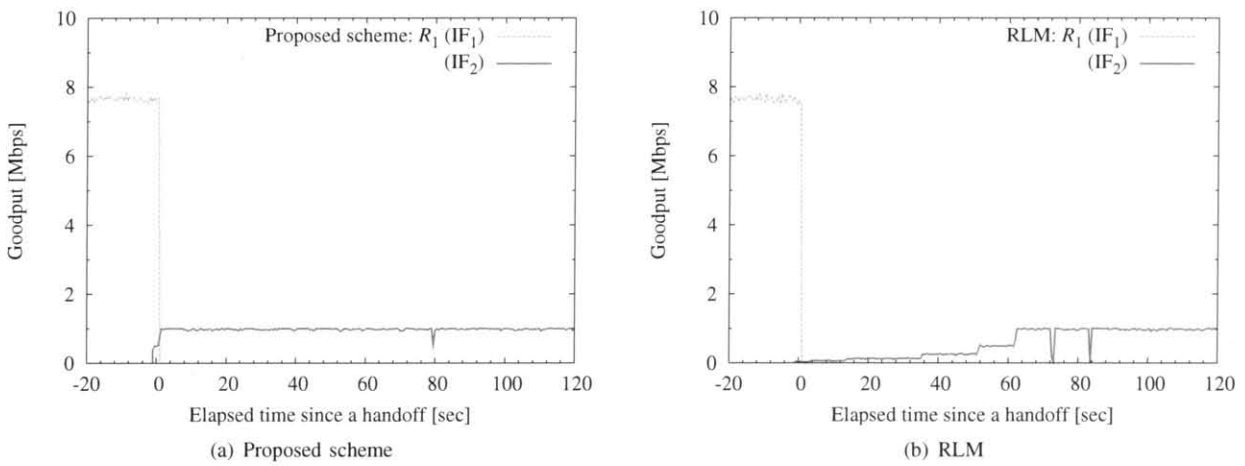 10
8
6
4
2
0
Goodput [Mbps]
Proposed scheme: R1 (IF1)
(IF2)
-20 0 20 40 60 80 100 120
Elapsed time since a handoff [sec]
(a) Proposed scheme
10
8
6
4
2
0
Goodput [Mbps]
RLM: R1 (IF1)
(IF2)
-20 0 20 40 60 80 100 120
Elapsed time since a handoff [sec]
(b) RLM